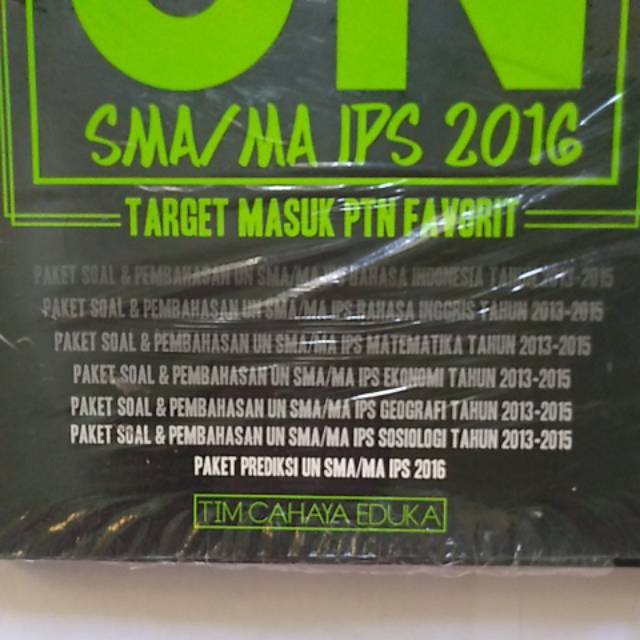 UN
SMA/MA IPS 2016
TARGET MASUK PTN FAVORIT
PAKET SOAL & PEMBAHASAN UN SMA/MA IPS BAHASA INDONESIA TAHUN 2013-2015
PAKET SOAL & PEMBAHASAN UN SMA/MA IPS BAHASA INGGRIS TAHUN 2013-2015
PAKET SOAL & PEMBAHASAN UN SMA/MA IPS MATEMATIKA TAHUN 2013-2015
PAKET SOAL & PEMBAHASAN UN SMA/MA IPS EKONOMI TAHUN 2013-2015
PAKET SOAL & PEMBAHASAN UN SMA/MA IPS GEOGRAFI TAHUN 2013-2015
PAKET SOAL & PEMBAHASAN UN SMA/MA IPS SOSIOLOGI TAHUN 2013-2015
PAKET PREDIKSI UN SMA/MA IPS 2016
TIM CAHAYA EDUKA